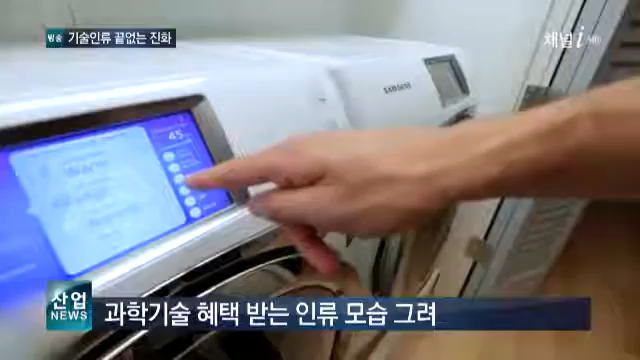 방송 기술인류 끝없는 진화
채널i HD
SAMSUNG
45
산업
NEWS
과학기술 혜택 받는 인류 모습 그려